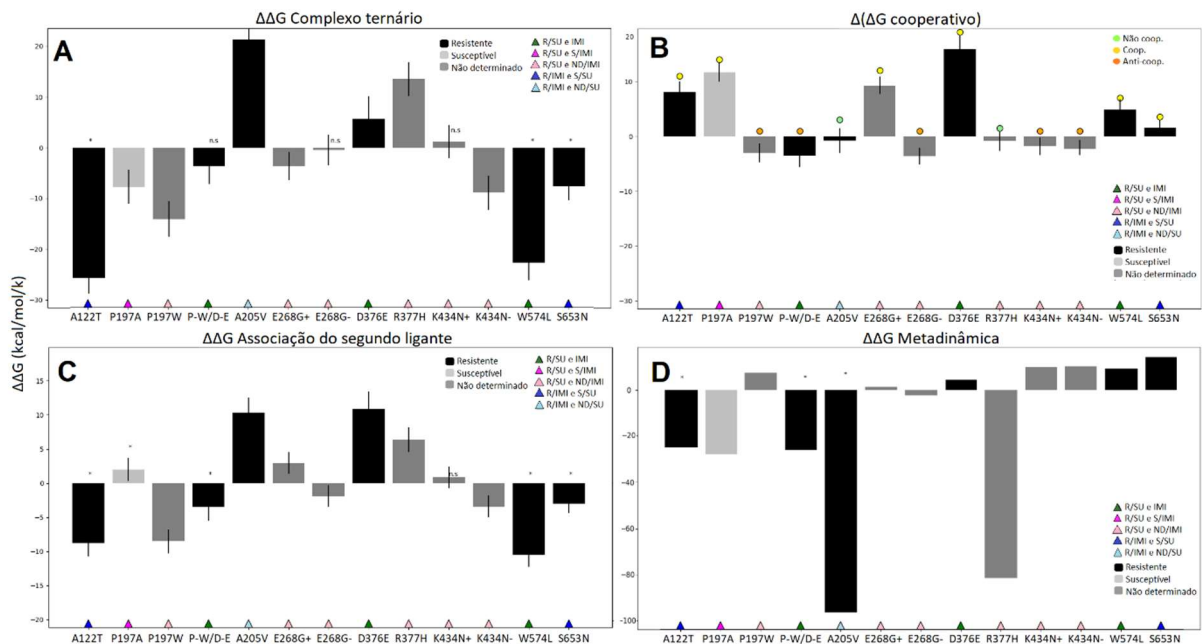 ΔΔG Complexo ternário
A
20
10
0
−10
−20
−30
Resistente
Susceptível
Não determinado
R/SU e IMI
R/SU e S/IMI
R/SU e ND/IMI
R/IMI e S/SU
R/IMI e ND/SU
*
n.s
n.s
n.s
*
*
A122T P197A P197W P-W/D-E A205V E268G+ E268G- D376E R377H K434N+ K434N- W574L S653N
Δ(ΔG cooperativo)
B
20
10
0
−10
−20
−30
Não coop.
Coop.
Anti-coop.
R/SU e IMI
R/SU e S/IMI
R/SU e ND/IMI
R/IMI e S/SU
R/IMI e ND/SU
Resistente
Susceptível
Não determinado
A122T P197A P197W P-W/D-E A205V E268G+ E268G- D376E R377H K434N+ K434N- W574L S653N
ΔΔG (kcal/mol/k)
ΔΔG Associação do segundo ligante
C
15
10
5
0
−5
−10
−15
−20
Resistente
Susceptível
Não determinado
R/SU e IMI
R/SU e S/IMI
R/SU e ND/IMI
R/IMI e S/SU
R/IMI e ND/SU
*
*
*
n.s
*
*
A122T P197A P197W P-W/D-E A205V E268G+ E268G- D376E R377H K434N+ K434N- W574L S653N
ΔΔG Metadinâmica
D
0
−20
−40
−60
−80
−100
*
*
*
R/SU e IMI
R/SU e S/IMI
R/SU e ND/IMI
R/IMI e S/SU
R/IMI e ND/SU
Resistente
Susceptível
Não determinado
A122T P197A P197W P-W/D-E A205V E268G+ E268G- D376E R377H K434N+ K434N- W574L S653N